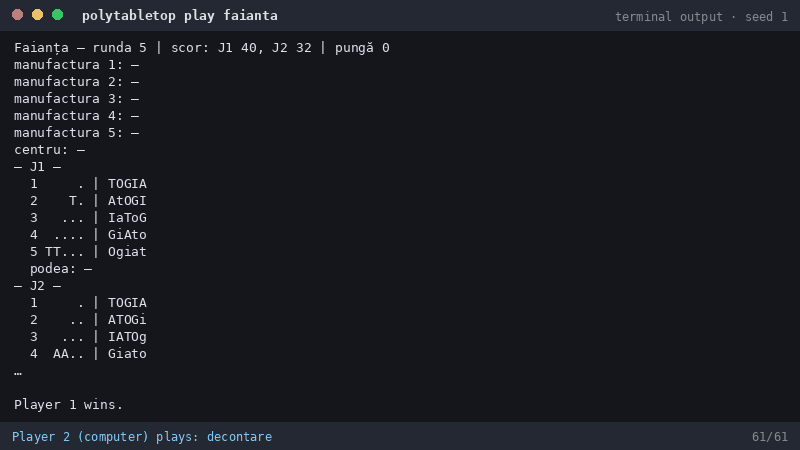 polytabletop play faianta
terminal output · seed 1
Faianța — runda 5 | scor: J1 40, J2 32 | pungă 0
manufactura 1: —
manufactura 2: —
manufactura 3: —
manufactura 4: —
manufactura 5: —
centru: —
— J1 —
1     . | TOGIA
2    T. | AtOGI
3   ... | IaToG
4  .... | GiAto
5 TT... | Ogiat
podea: —
— J2 —
1     . | TOGIA
2    .. | ATOGi
3   ... | IATOg
4  AA.. | Giato
…
Player 1 wins.
Player 2 (computer) plays: decontare
61/61